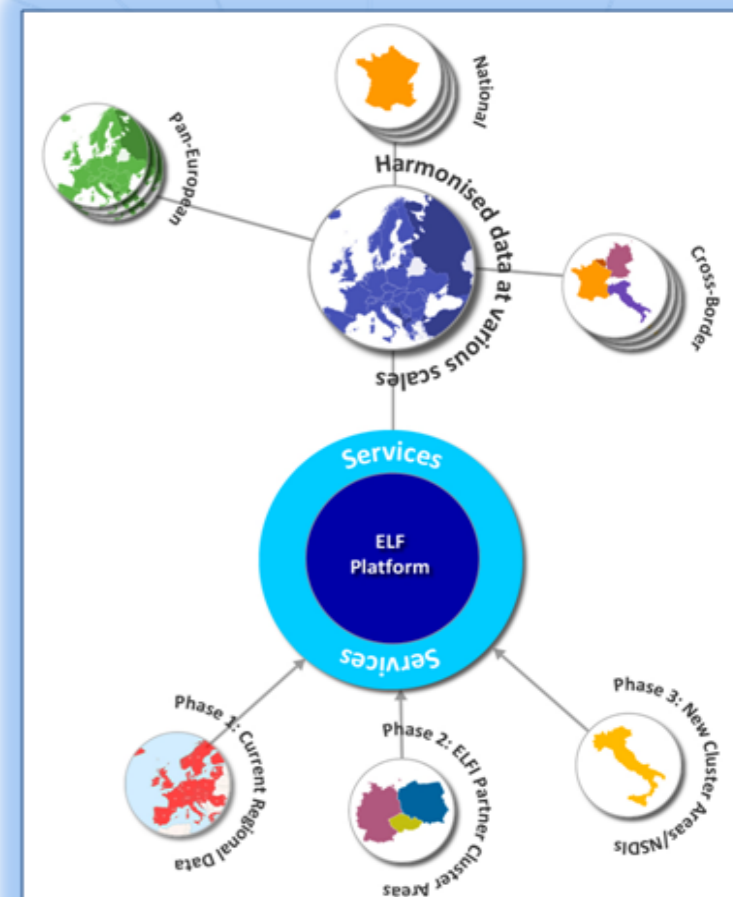 National
Pan-European
Harmonised data at various scales
Cross-Border
Services
ELF
Platform
Services
Phase 1: Current Regional Data
Phase 2: ELFI Partner Cluster Areas
Phase 3: New Cluster Areas/NSDIs